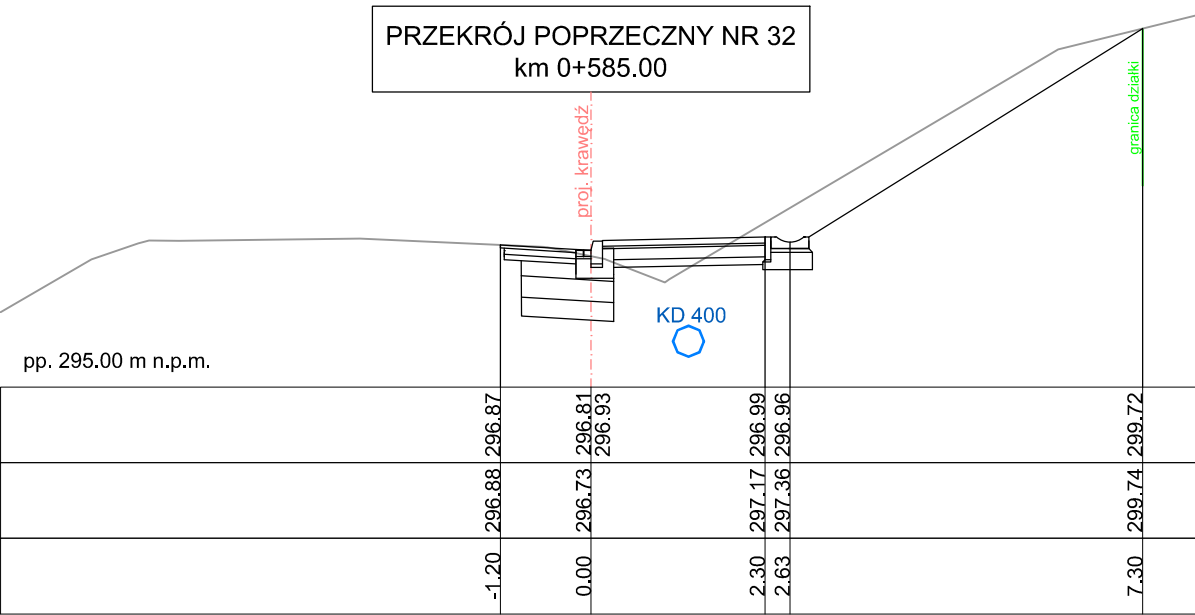 PRZEKRÓJ POPRZECZNY NR 32
km 0+585.00
proj. krawędź
granica działki
KD 400
pp. 295.00 m n.p.m.
296.87 296.81 296.93 296.99 296.96 299.72
296.88 296.73 297.17 297.36 299.74
-1.20 0.00 2.30 2.63 7.30